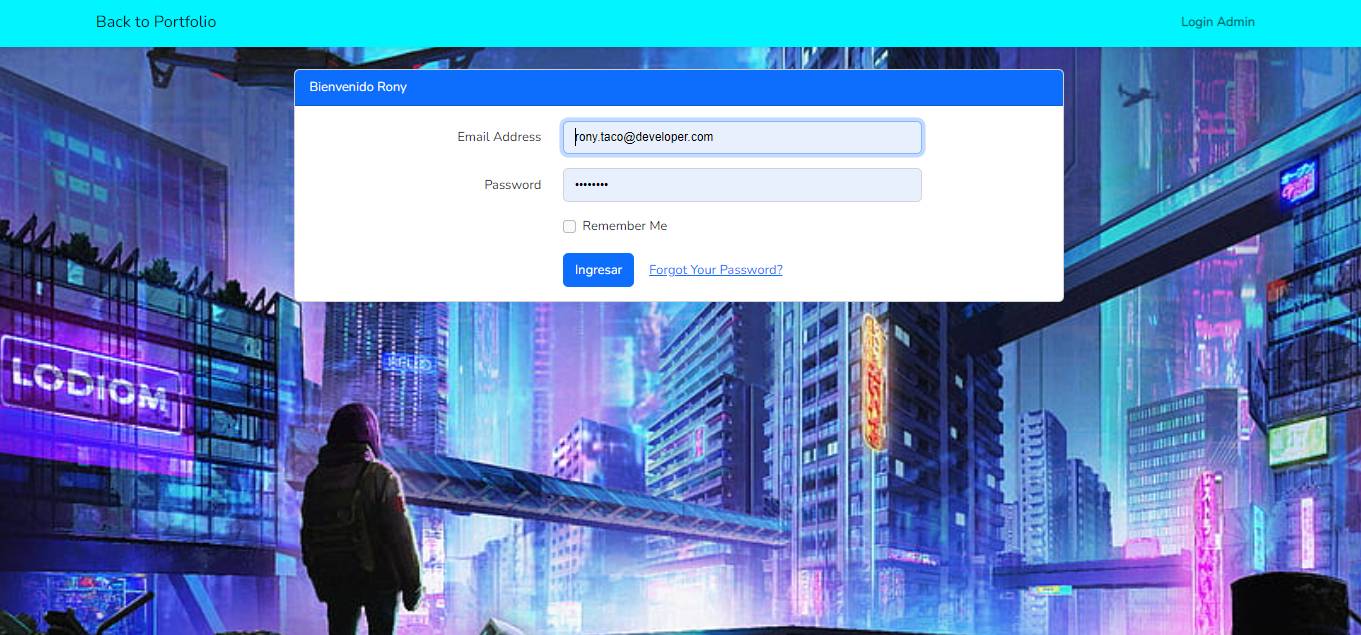 Back to Portfolio
Login Admin
Bienvenido Rony
Email Address
rony.taco@developer.com
Password
••••••••
Remember Me
Ingresar
Forgot Your Password?
LODIOM